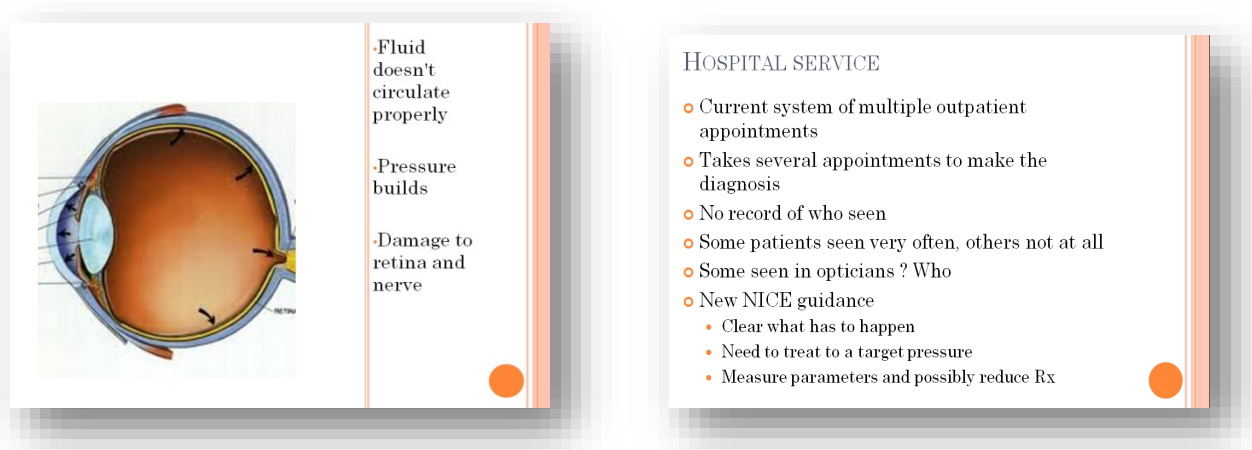 •Fluid
doesn't
circulate
properly
•Pressure
builds
•Damage to
retina and
nerve
HOSPITAL SERVICE
Current system of multiple outpatient
appointments
Takes several appointments to make the
diagnosis
No record of who seen
Some patients seen very often, others not at all
Some seen in opticians ? Who
New NICE guidance
• Clear what has to happen
• Need to treat to a target pressure
• Measure parameters and possibly reduce Rx